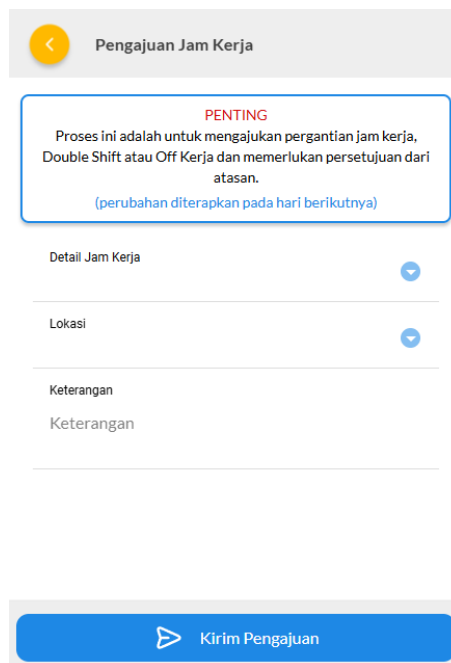 Pengajuan Jam Kerja
PENTING
Proses ini adalah untuk mengajukan pergantian jam kerja,
Double Shift atau Off Kerja dan memerlukan persetujuan dari
atasan.
(perubahan diterapkan pada hari berikutnya)
Detail Jam Kerja
Lokasi
Keterangan
Keterangan
Kirim Pengajuan